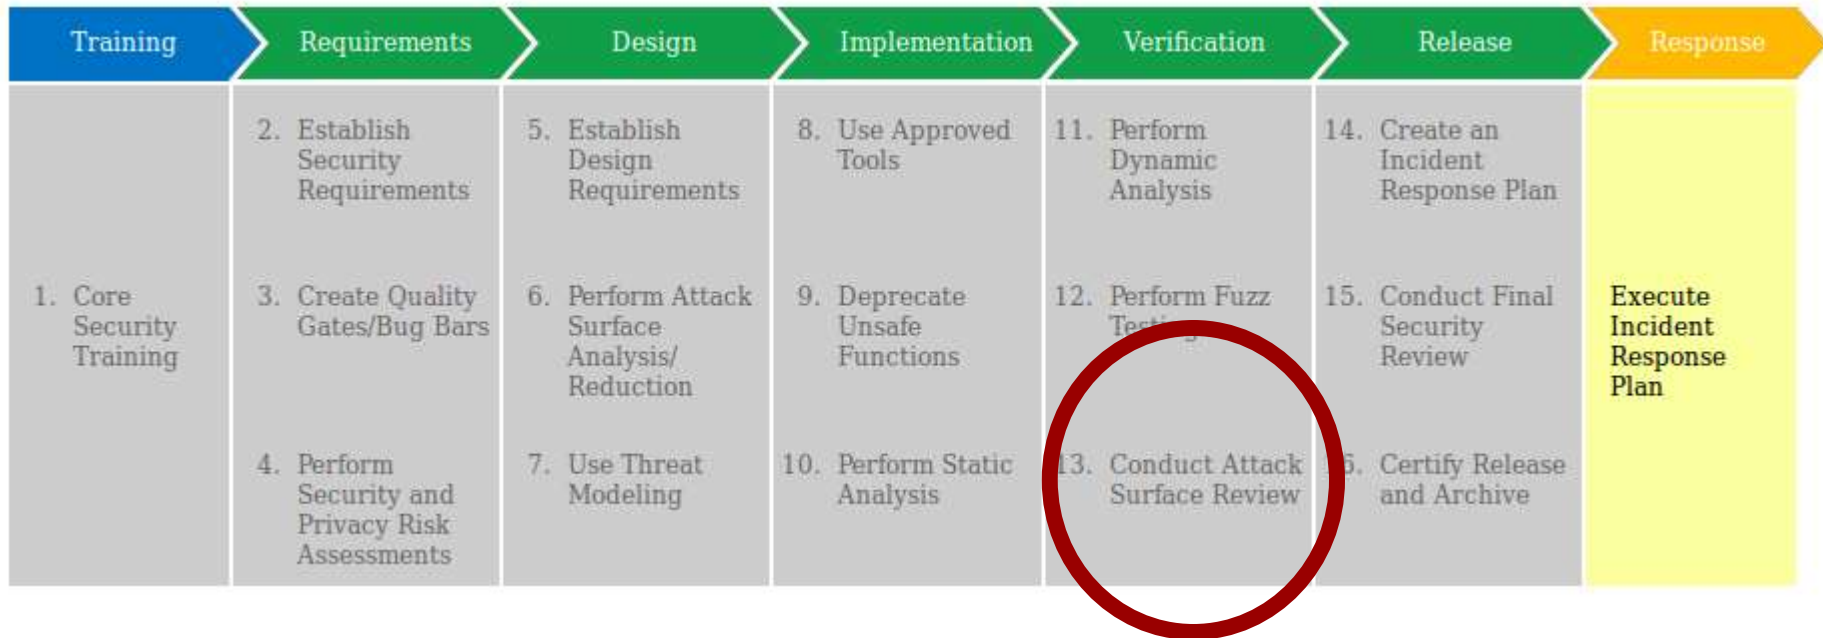 Training
Requirements
Design
Implementation
Verification
Release
Response
1. Core
Security
Training
2. Establish
Security
Requirements
3. Create Quality
Gates/Bug Bars
4. Perform
Security and
Privacy Risk
Assessments
5. Establish
Design
Requirements
6. Perform Attack
Surface
Analysis/
Reduction
7. Use Threat
Modeling
8. Use Approved
Tools
9. Deprecate
Unsafe
Functions
10. Perform Static
Analysis
11. Perform
Dynamic
Analysis
12. Perform Fuzz
Testing
13. Conduct Attack
Surface Review
14. Create an
Incident
Response Plan
15. Conduct Final
Security
Review
16. Certify Release
and Archive
Execute
Incident
Response
Plan